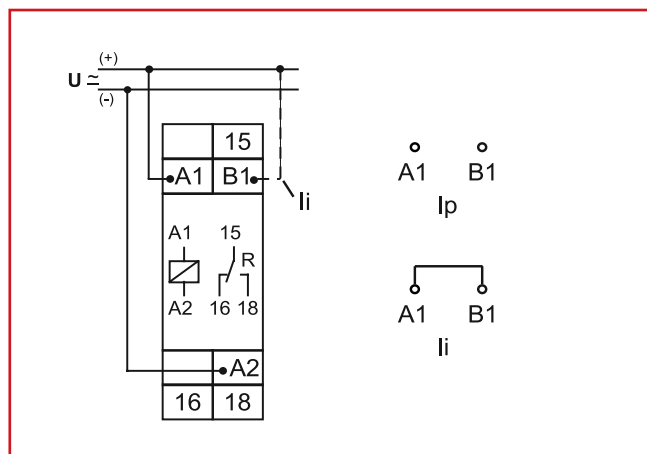 (+)
U ≂
(-)
15
A1 B1
Ii
A1 15
R
A2 16 18
A2
16 18
A1 B1
Ip
A1 B1
Ii